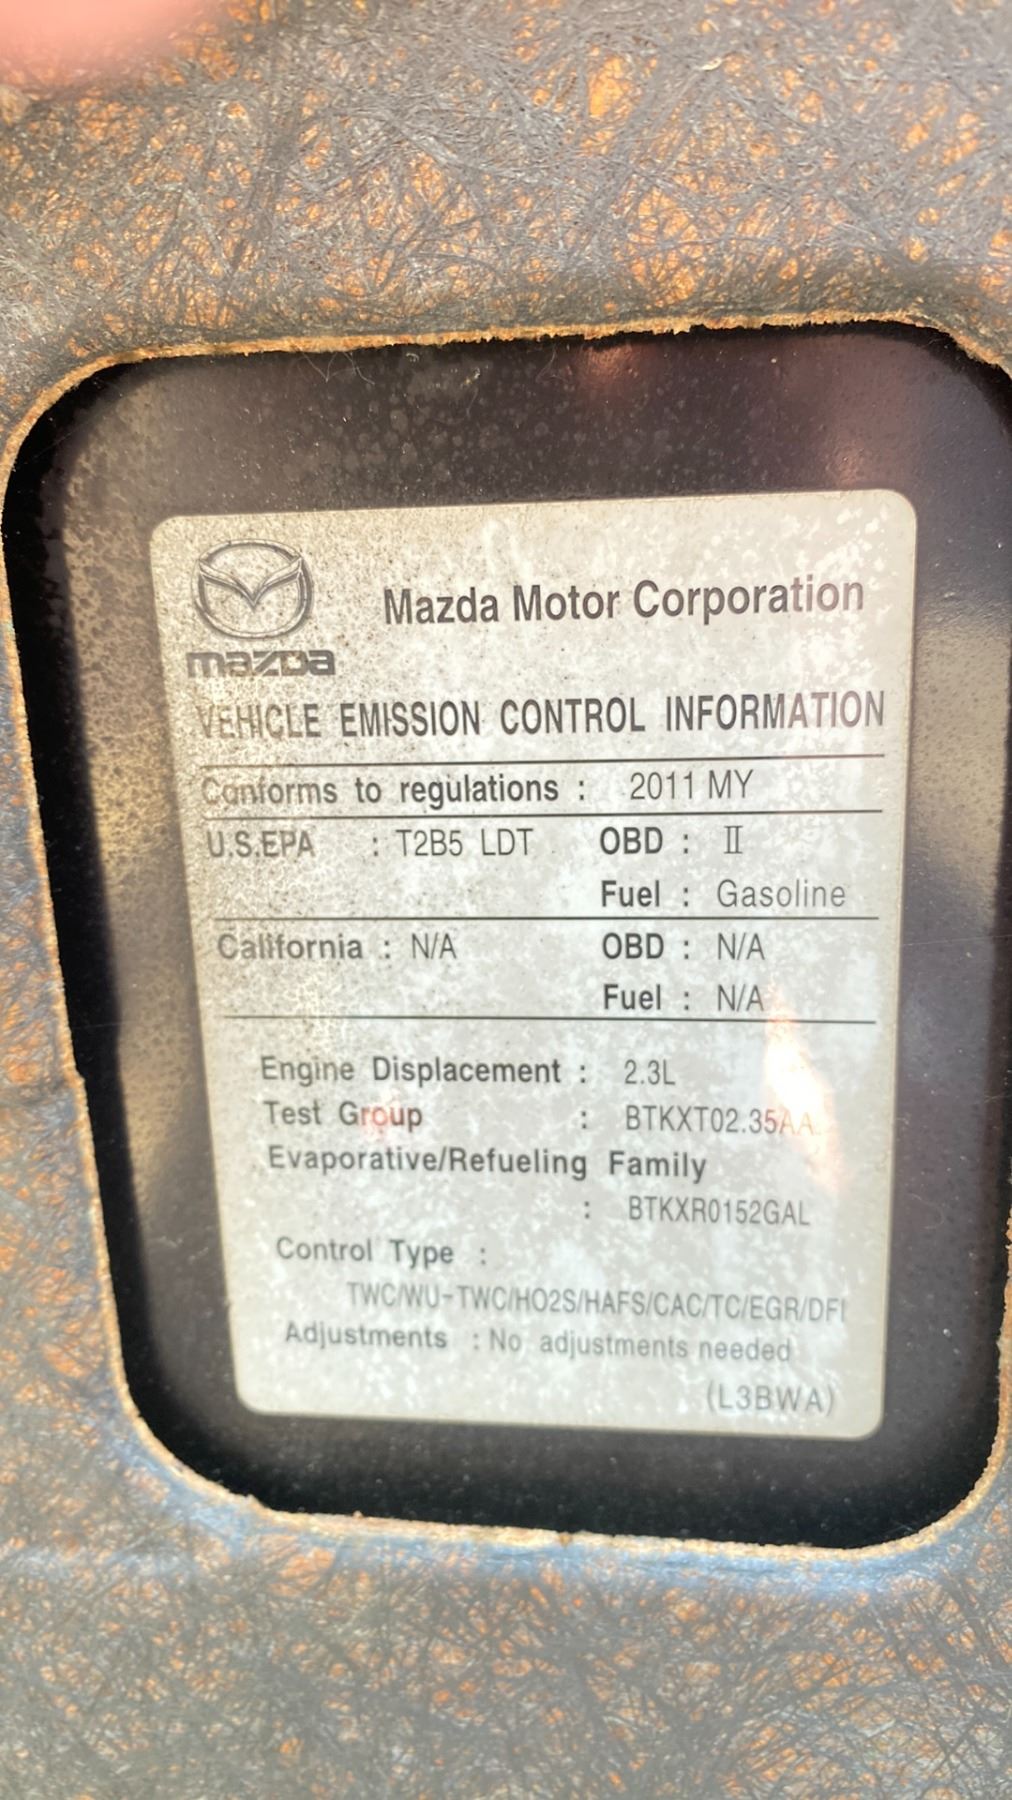 mazda
Mazda Motor Corporation
VEHICLE EMISSION CONTROL INFORMATION
Conforms to regulations : 2011 MY
U.S.EPA : T2B5 LDT OBD : II
Fuel : Gasoline
California : N/A OBD : N/A
Fuel : N/A
Engine Displacement : 2.3L
Test Group : BTKXT02.35AA
Evaporative/Refueling Family
: BTKXR0152GAL
Control Type :
TWC/WU-TWC/HO2S/HAFS/CAC/TC/EGR/DFI
Adjustments : No adjustments needed
(L3BWA)